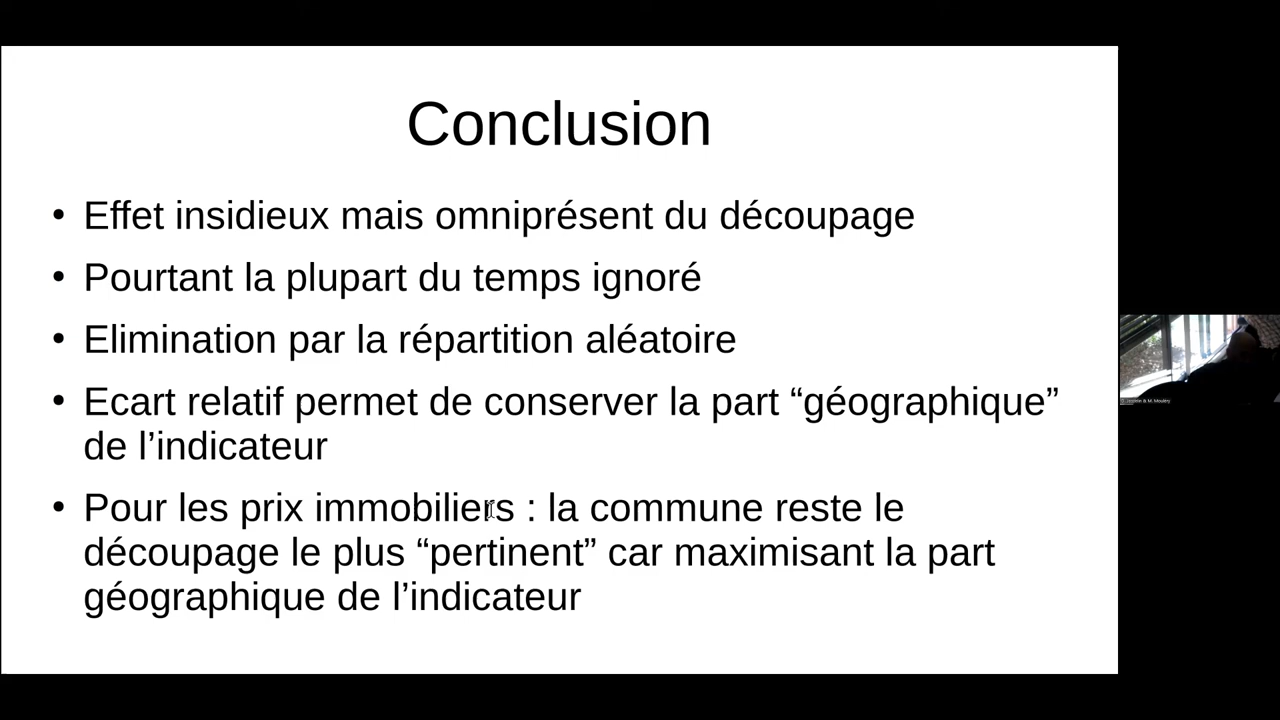 Conclusion
• Effet insidieux mais omniprésent du découpage
• Pourtant la plupart du temps ignoré
• Elimination par la répartition aléatoire
• Ecart relatif permet de conserver la part “géographique”
de l’indicateur
• Pour les prix immobiliers : la commune reste le
découpage le plus “pertinent” car maximisant la part
géographique de l’indicateur